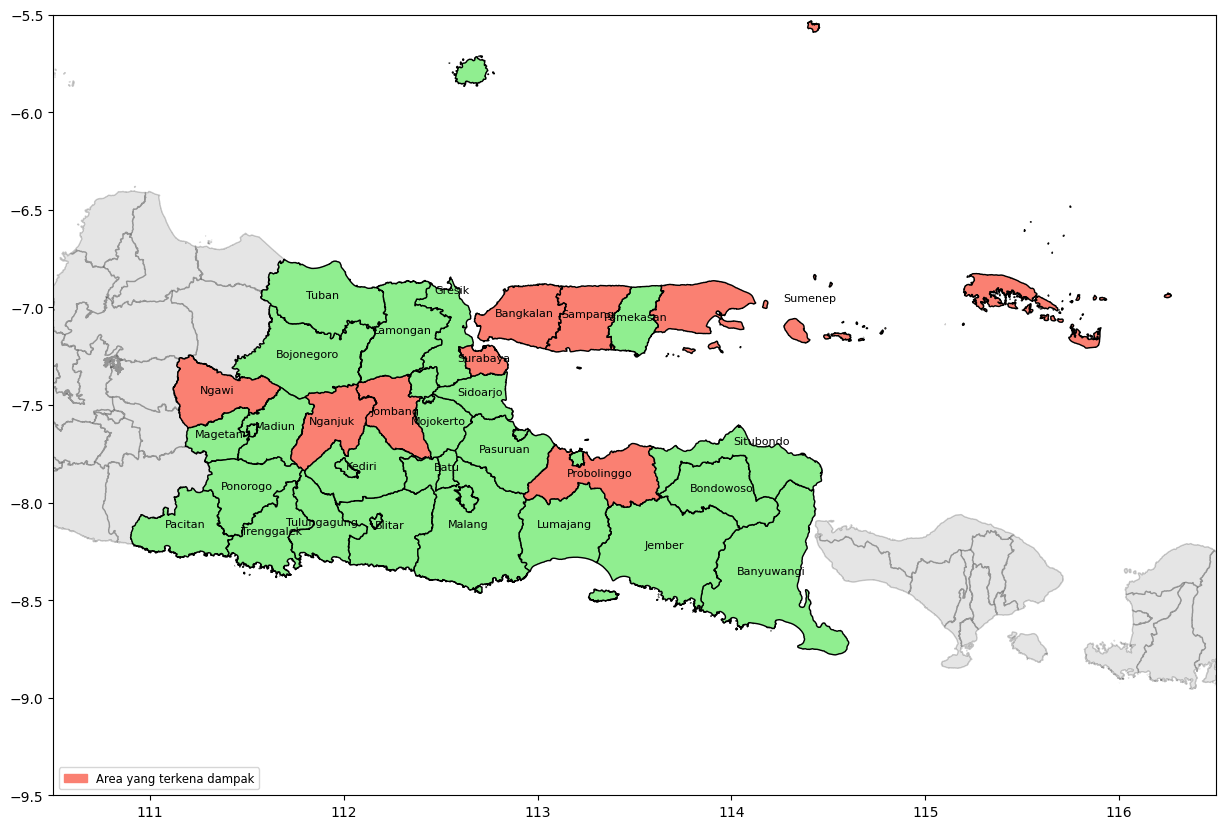 −5.5
−6.0
−6.5
−7.0
−7.5
−8.0
−8.5
−9.0
−9.5
Tuban
Gresik
Sumenep
Bangkalan
Sampang
Pamekasan
Lamongan
Bojonegoro
Surabaya
Ngawi
Sidoarjo
Jombang
Nganjuk
Mojokerto
Madiun
Magetan
Situbondo
Pasuruan
Kediri
Batu
Probolinggo
Ponorogo
Bondowoso
Pacitan
Tulungagung
Trenggalek
Blitar
Malang
Lumajang
Jember
Banyuwangi
Area yang terkena dampak
111
112
113
114
115
116